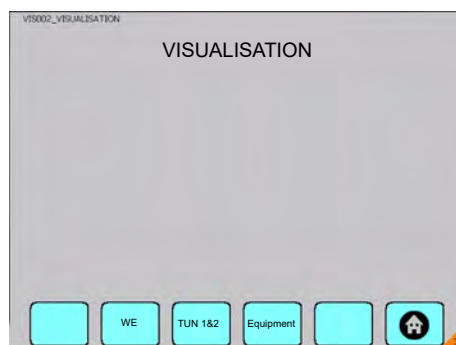 VIS002_VISUALISATION
VISUALISATION
WE
TUN 1&2
Equipment